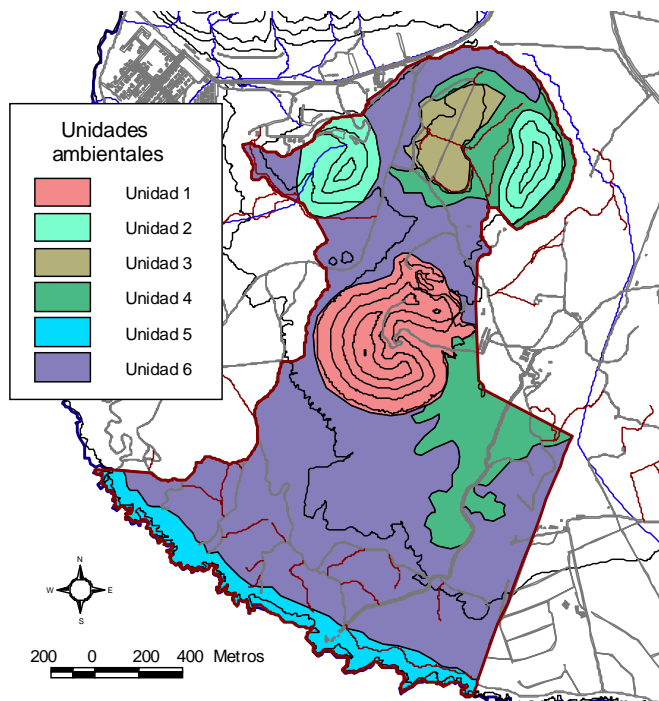 Unidades
ambientales
Unidad 1
Unidad 2
Unidad 3
Unidad 4
Unidad 5
Unidad 6
N
W E
S
200 0 200 400 Metros